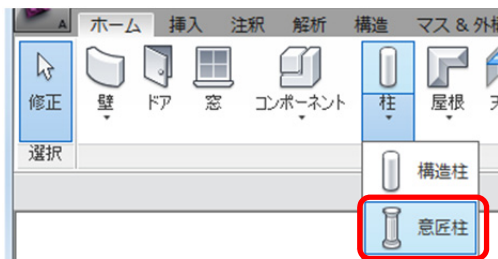 A
ホーム 挿入 注釈 解析 構造 マス & 外構
修正 壁 ドア 窓 コンポーネント 柱 屋根 天
選択
構造柱
意匠柱